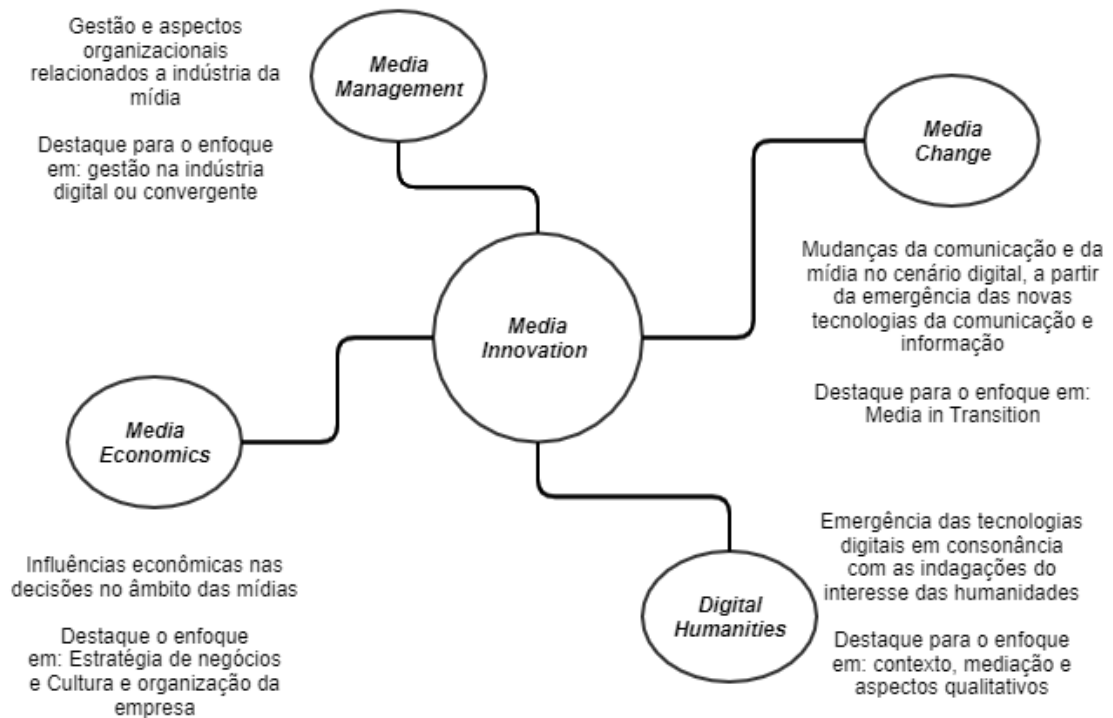 Gestão e aspectos
organizacionais
relacionados a indústria da
mídia
Destaque para o enfoque
em: gestão na indústria
digital ou convergente
Media
Management
Media
Change
Mudanças da comunicação e da
mídia no cenário digital, a partir
da emergência das novas
tecnologias da comunicação e
informação
Destaque para o enfoque em:
Media in Transition
Media
Innovation
Media
Economics
Influências econômicas nas
decisões no âmbito das mídias
Destaque o enfoque
em: Estratégia de negócios
e Cultura e organização da
empresa
Digital
Humanities
Emergência das tecnologias
digitais em consonância
com as indagações do
interesse das humanidades
Destaque para o enfoque
em: contexto, mediação e
aspectos qualitativos